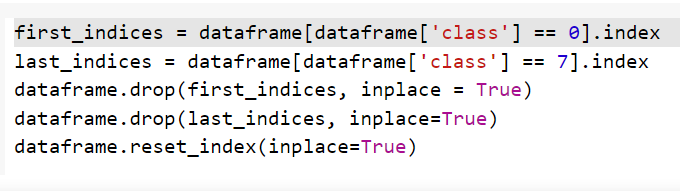 first_indices = dataframe[dataframe['class'] == 0].index
last_indices = dataframe[dataframe['class'] == 7].index
dataframe.drop(first_indices, inplace = True)
dataframe.drop(last_indices, inplace=True)
dataframe.reset_index(inplace=True)